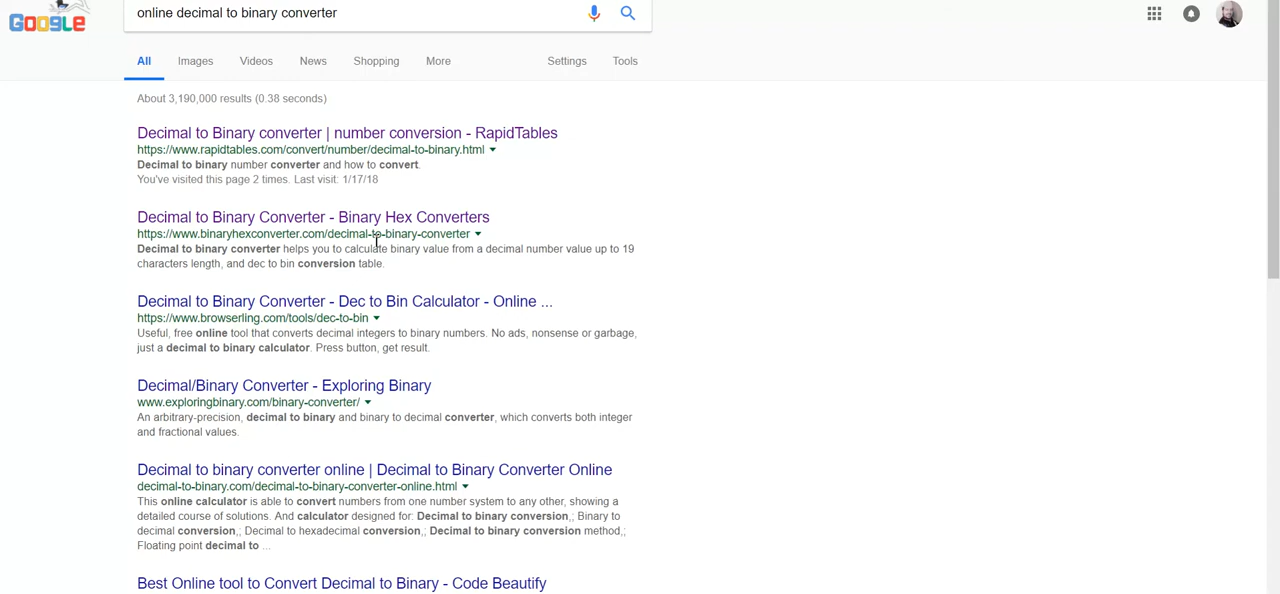 Google
online decimal to binary converter
All Images Videos News Shopping More Settings Tools
About 3,190,000 results (0.38 seconds)
Decimal to Binary converter | number conversion - RapidTables
https://www.rapidtables.com/convert/number/decimal-to-binary.html
Decimal to binary number converter and how to convert.
You've visited this page 2 times. Last visit: 1/17/18
Decimal to Binary Converter - Binary Hex Converters
https://www.binaryhexconverter.com/decimal-to-binary-converter
Decimal to binary converter helps you to calculate binary value from a decimal number value up to 19
characters length, and dec to bin conversion table.
Decimal to Binary Converter - Dec to Bin Calculator - Online ...
https://www.browserling.com/tools/dec-to-bin
Useful, free online tool that converts decimal integers to binary numbers. No ads, nonsense or garbage,
just a decimal to binary calculator. Press button, get result.
Decimal/Binary Converter - Exploring Binary
www.exploringbinary.com/binary-converter/
An arbitrary-precision, decimal to binary and binary to decimal converter, which converts both integer
and fractional values.
Decimal to binary converter online | Decimal to Binary Converter Online
decimal-to-binary.com/decimal-to-binary-converter-online.html
This online calculator is able to convert numbers from one number system to any other, showing a
detailed course of solutions. And calculator designed for: Decimal to binary conversion,; Binary to
decimal conversion,; Decimal to hexadecimal conversion,; Decimal to binary conversion method,;
Floating point decimal to ...
Best Online tool to Convert Decimal to Binary - Code Beautify